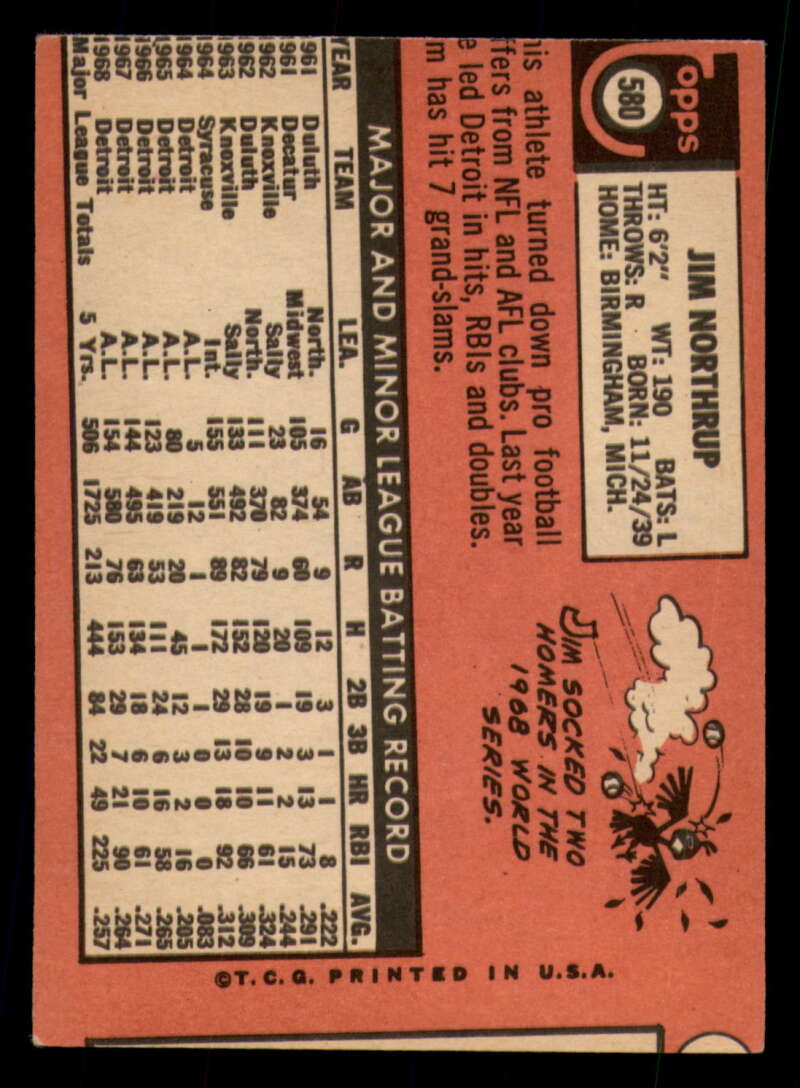 Topps
580
JIM NORTHRUP
HT: 6'2" WT: 190 BATS: L
THROWS: R BORN: 11/24/39
HOME: BIRMINGHAM, MICH.
JIM SOCKED TWO
HOMERS IN THE
1968 WORLD
SERIES.
his athlete turned down pro football
ffers from NFL and AFL clubs. Last year
e led Detroit in hits, RBIs and doubles.
m has hit 7 grand-slams.
MAJOR AND MINOR LEAGUE BATTING RECORD
YEAR TEAM LEA. G AB R H 2B 3B HR RBI AVG.
961 Duluth North. 16 54 9 12 3 1 1 8 .222
1961 Decatur Midwest 105 374 60 109 19 3 13 73 .291
1962 Knoxville Sally 23 82 9 20 1 2 2 15 .244
1962 Duluth North. 111 370 79 120 19 9 11 61 .324
1963 Knoxville Sally 133 492 82 152 28 10 10 66 .309
1964 Syracuse Int. 155 551 89 172 29 13 18 92 .312
1964 Detroit A.L. 5 12 1 1 1 0 0 0 .083
1965 Detroit A.L. 80 219 20 45 12 3 2 16 .205
1966 Detroit A.L. 123 419 53 111 24 6 16 58 .265
1967 Detroit A.L. 144 495 63 134 18 6 10 61 .271
1968 Detroit A.L. 154 580 76 153 29 7 21 90 .264
Major League Totals 5 Yrs. 506 1725 213 444 84 22 49 225 .257
©T.C.G. PRINTED IN U.S.A.